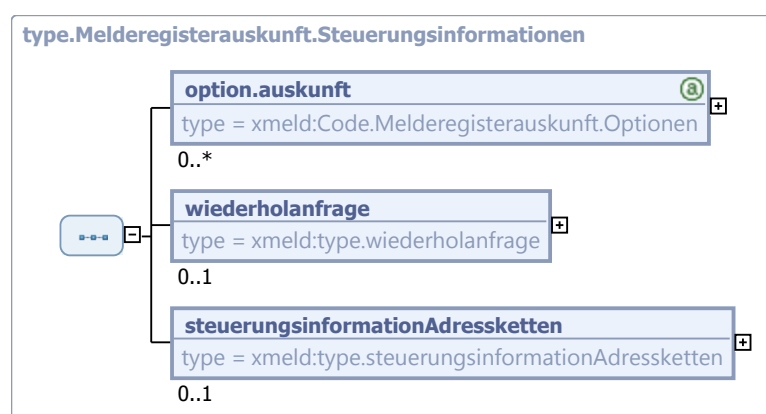 type.Melderegisterauskunft.Steuerungsinformationen
option.auskunft
a
type = xmeld:Code.Melderegisterauskunft.Optionen
0..*
wiederholanfrage
type = xmeld:type.wiederholanfrage
0..1
steuerungsinformationAdressketten
type = xmeld:type.steuerungsinformationAdressketten
0..1